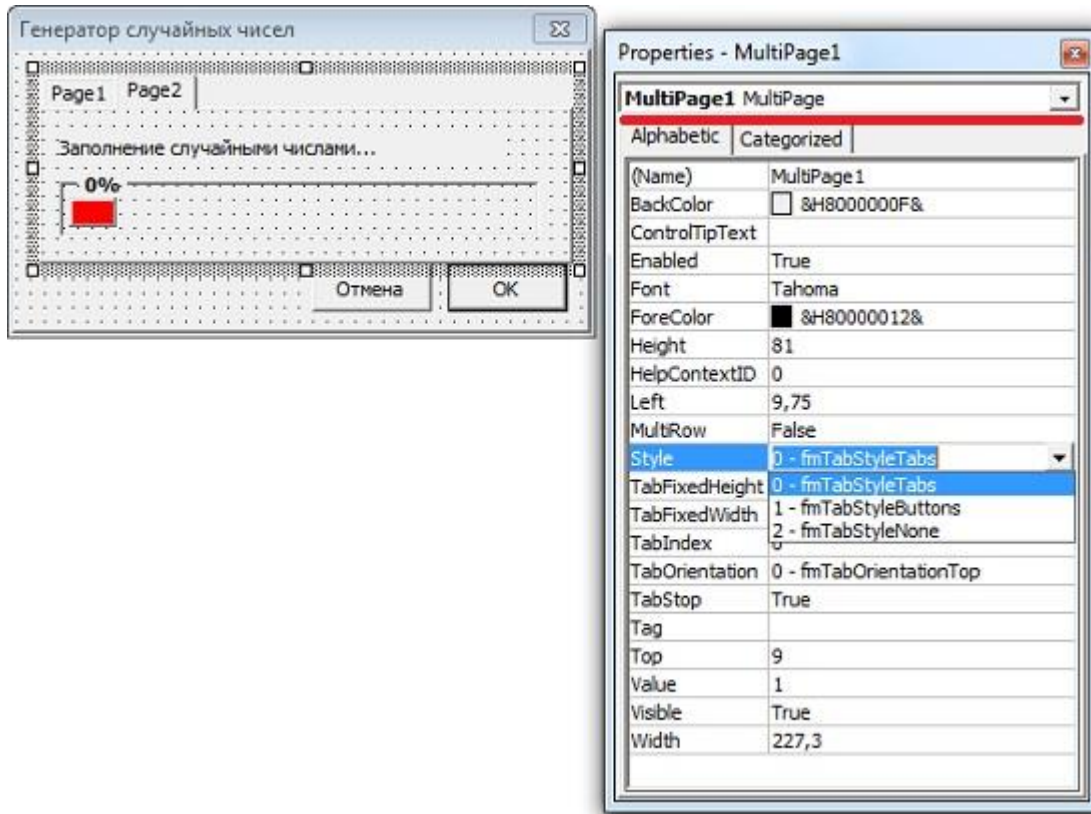 Генератор случайных чисел
Page1 Page2
Заполнение случайными числами...
0%
Отмена OK
Properties - MultiPage1
MultiPage1 MultiPage
Alphabetic Categorized
(Name) MultiPage1
BackColor &H8000000F&
ControlTipText
Enabled True
Font Tahoma
ForeColor &H80000012&
Height 81
HelpContextID 0
Left 9,75
MultiRow False
Style 0 - fmTabStyleTabs
TabFixedHeight 0 - fmTabStyleTabs
TabFixedWidth 1 - fmTabStyleButtons
2 - fmTabStyleNone
TabIndex 0
TabOrientation 0 - fmTabOrientationTop
TabStop True
Tag
Top 9
Value 1
Visible True
Width 227,3